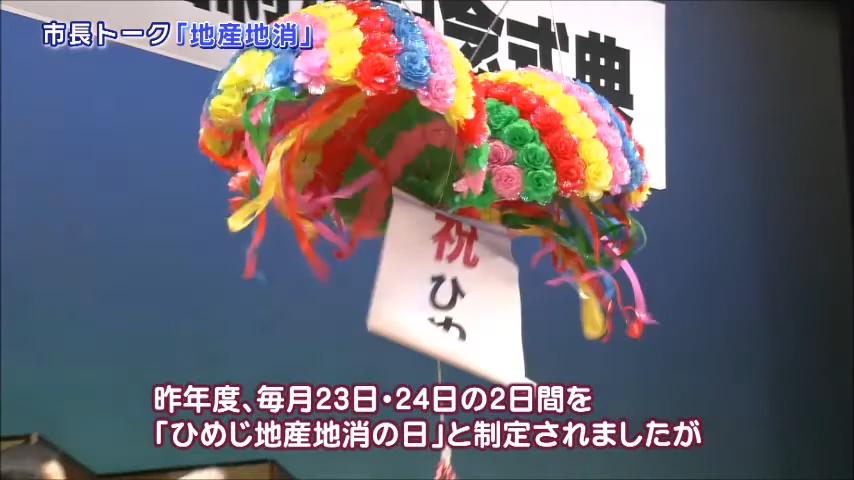 市長トーク「地産地消」
念式典
祝
ひめ
昨年度、毎月23日・24日の2日間を
「ひめじ地産地消の日」と制定されましたが